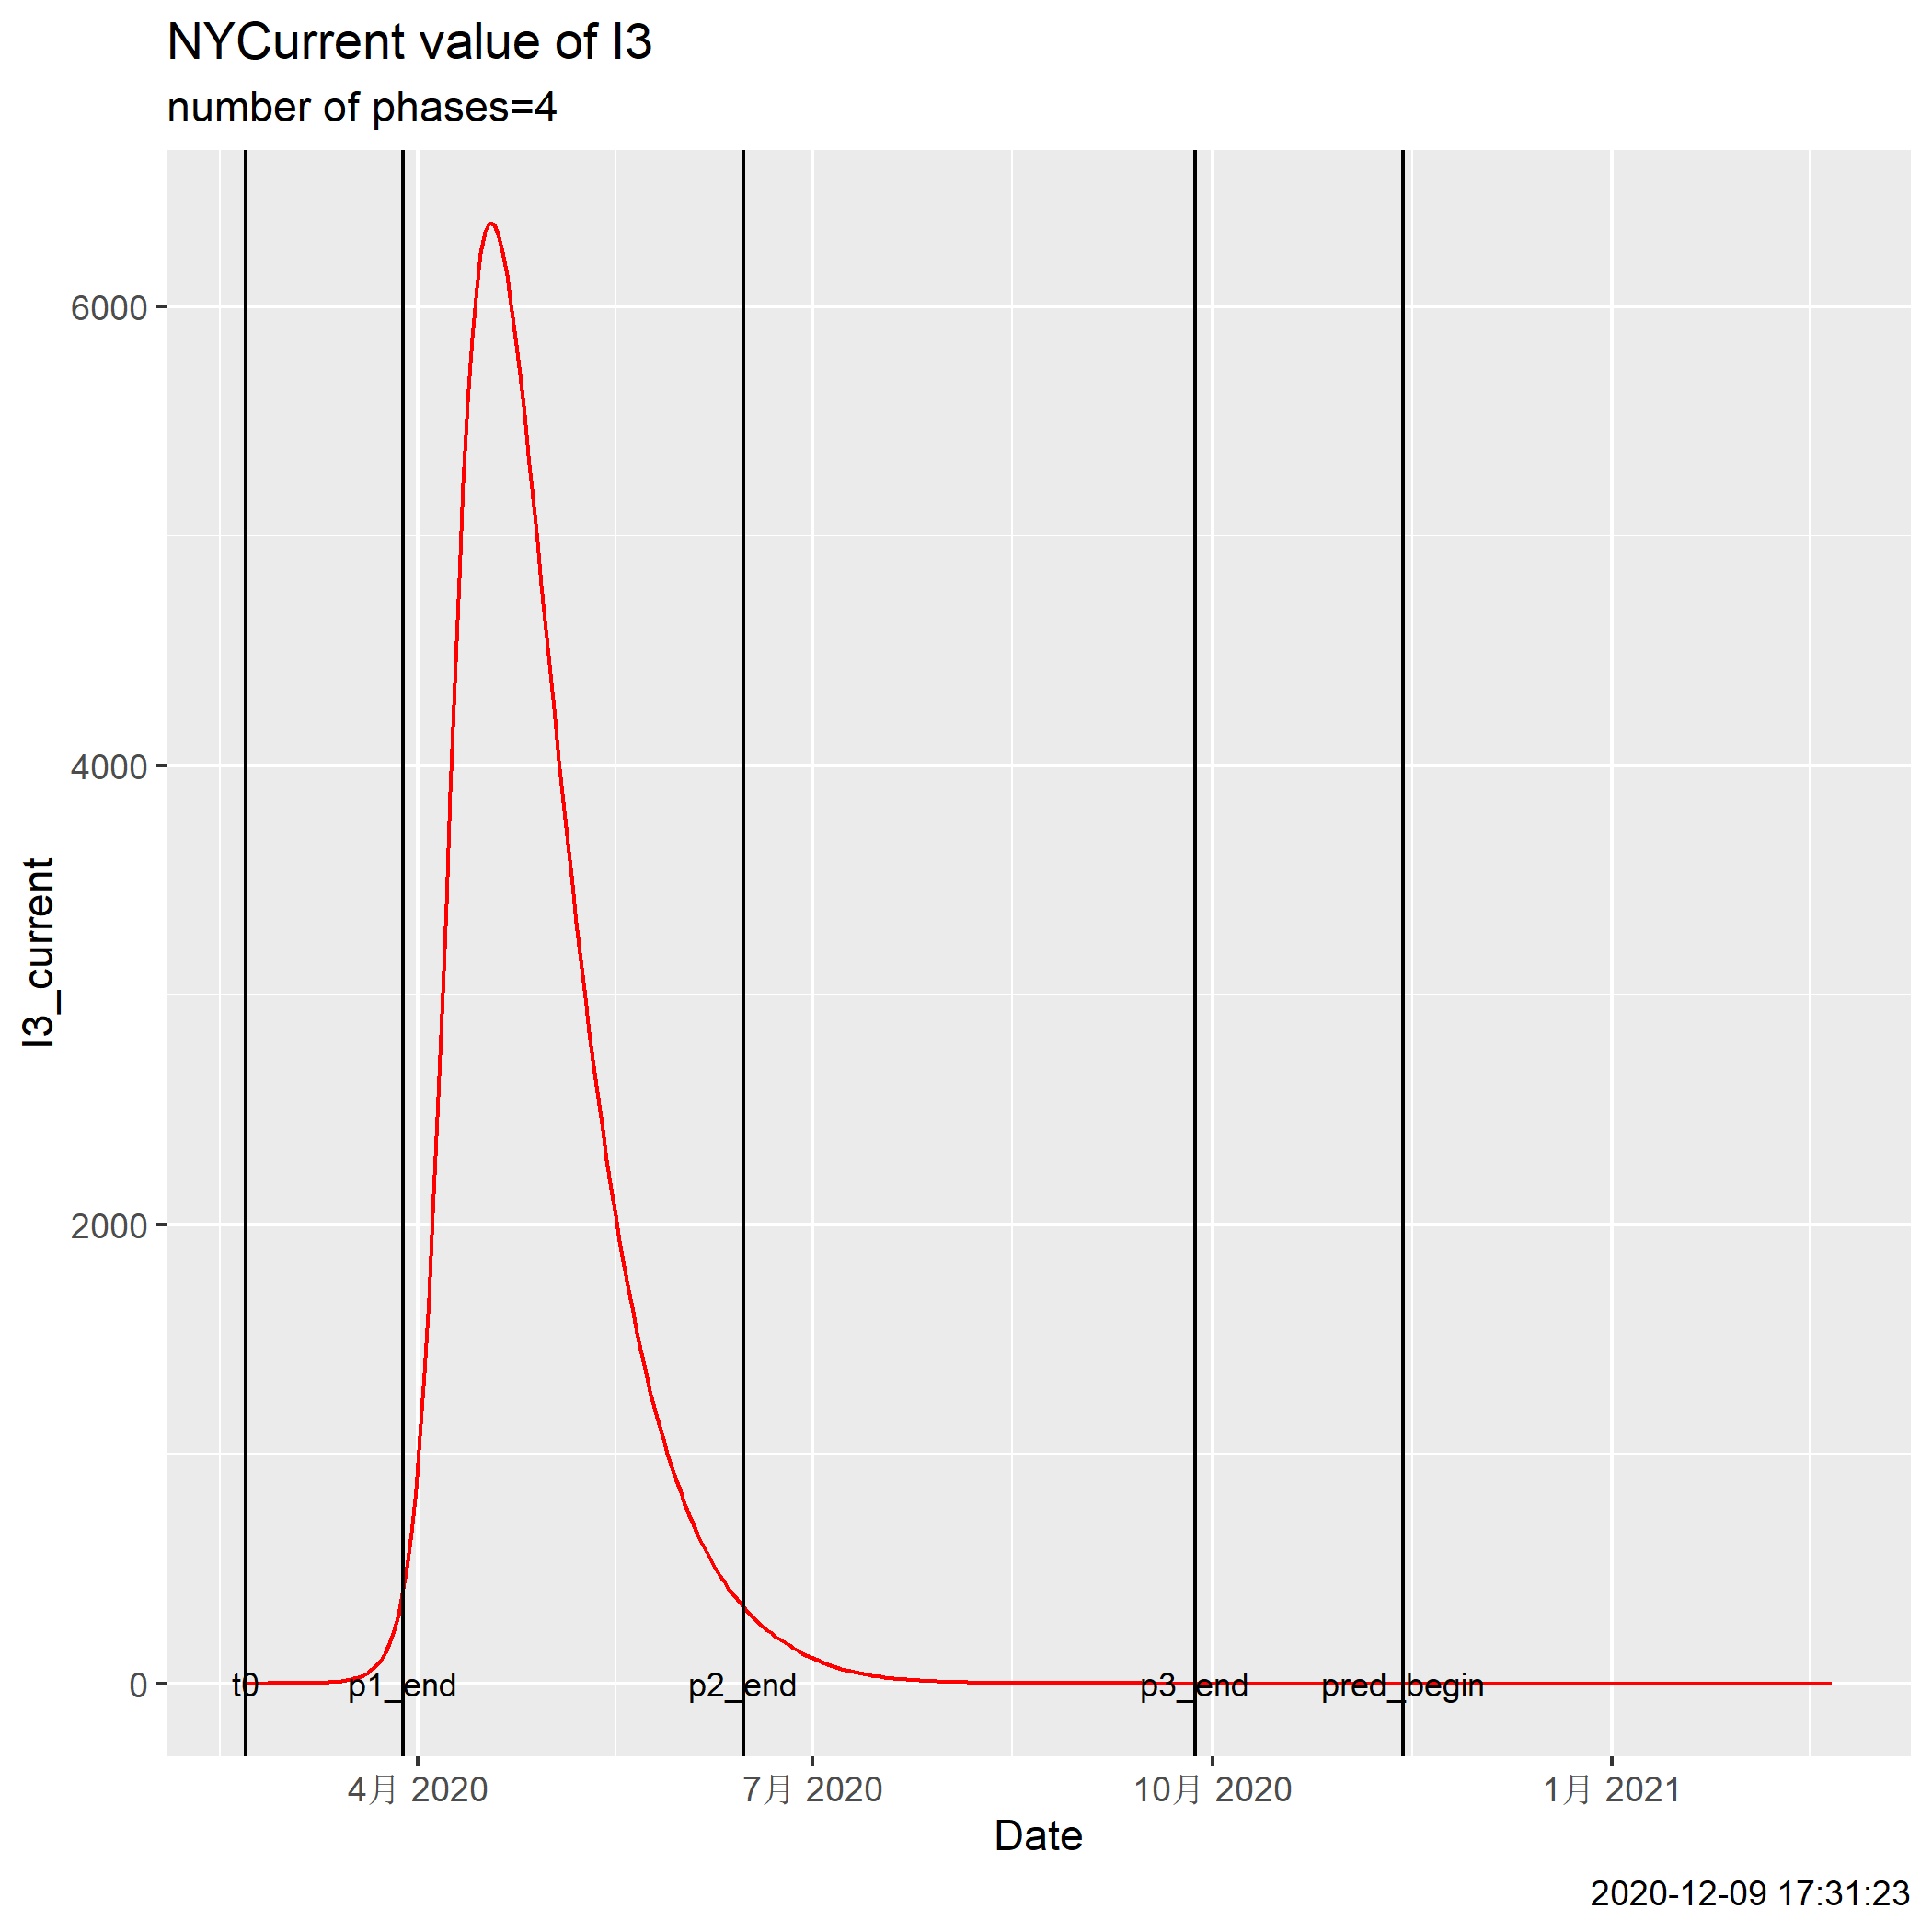 NYCurrent value of I3
number of phases=4
I3_current
6000
4000
2000
0
t0 p1_end p2_end p3_end pred_begin
4月 2020 7月 2020 10月 2020 1月 2021
Date
2020-12-09 17:31:23